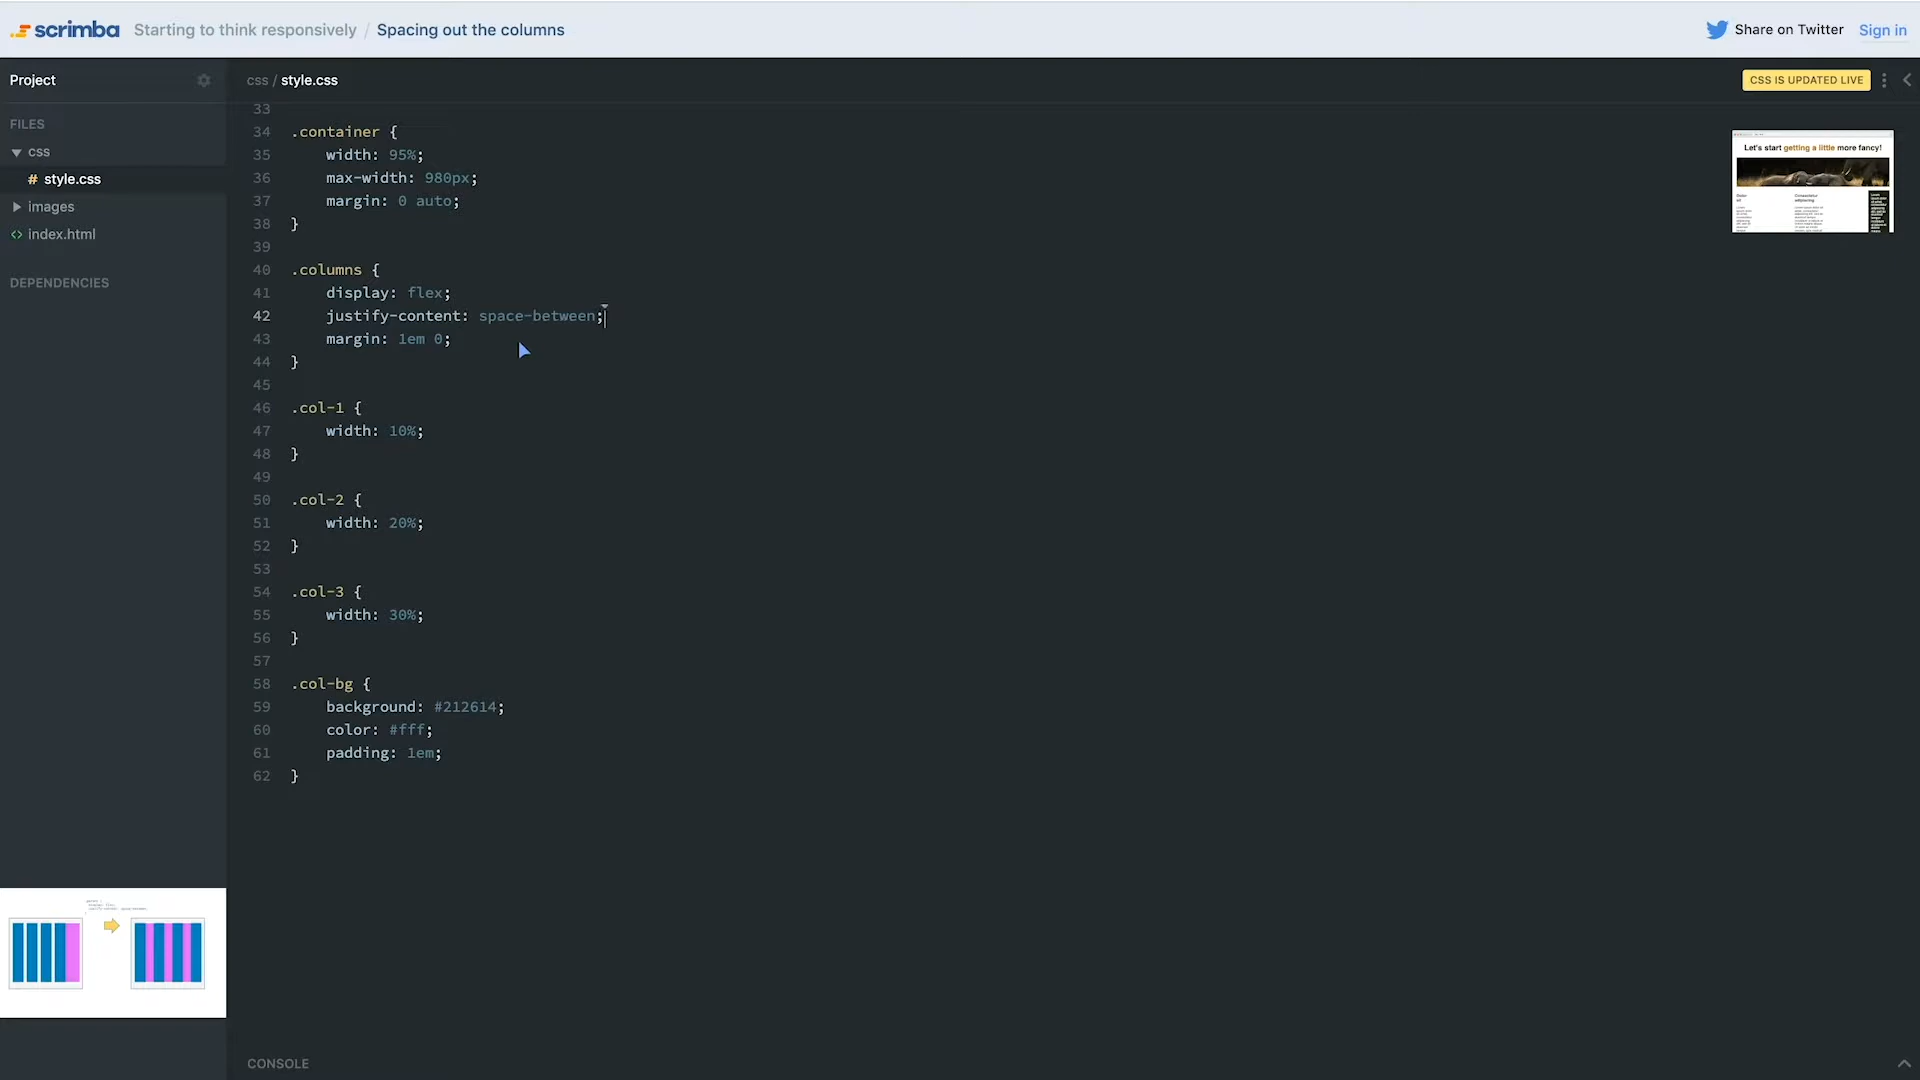 scrimba Starting to think responsively / Spacing out the columns Share on Twitter Sign in
Project css / style.css CSS IS UPDATED LIVE
FILES
css
# style.css
images
<> index.html
DEPENDENCIES
33
34 .container {
35 width: 95%;
36 max-width: 980px;
37 margin: 0 auto;
38 }
39
40 .columns {
41 display: flex;
42 justify-content: space-between;
43 margin: 1em 0;
44 }
45
46 .col-1 {
47 width: 10%;
48 }
49
50 .col-2 {
51 width: 20%;
52 }
53
54 .col-3 {
55 width: 30%;
56 }
57
58 .col-bg {
59 background: #212614;
60 color: #fff;
61 padding: 1em;
62 }
Let's start getting a little more fancy!
CONSOLE